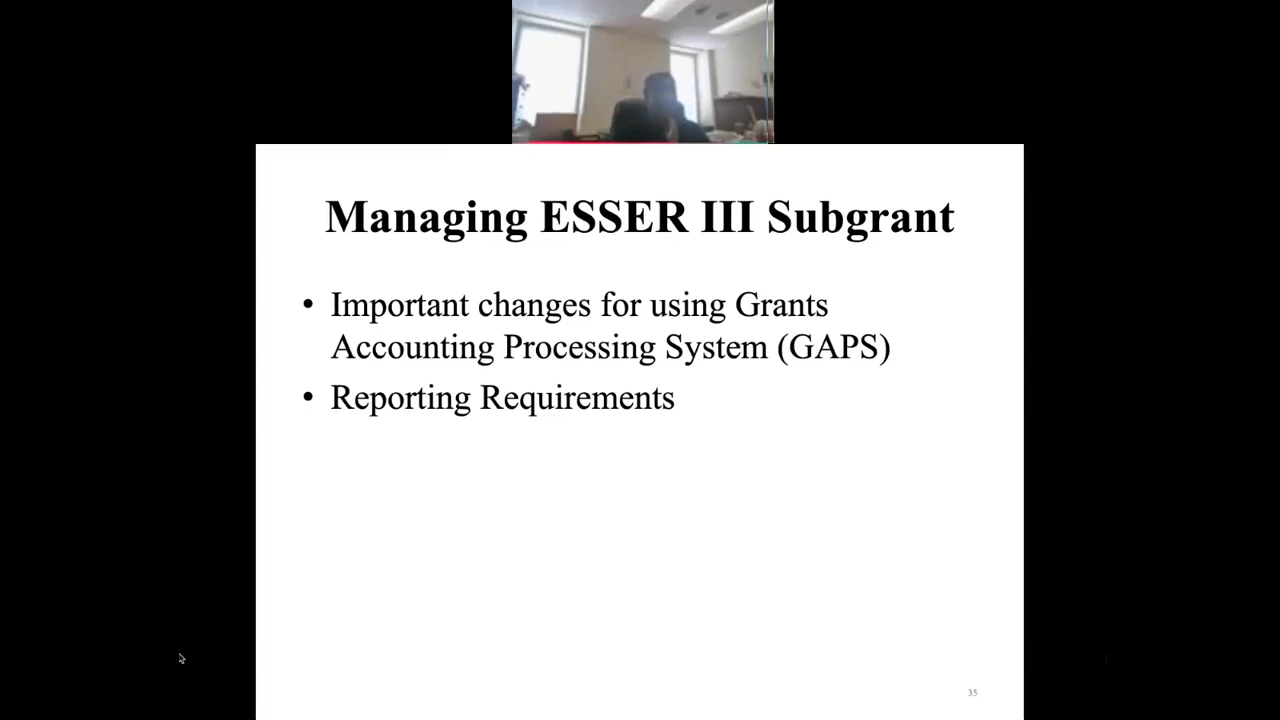 Managing ESSER III Subgrant
• Important changes for using Grants
Accounting Processing System (GAPS)
• Reporting Requirements
35